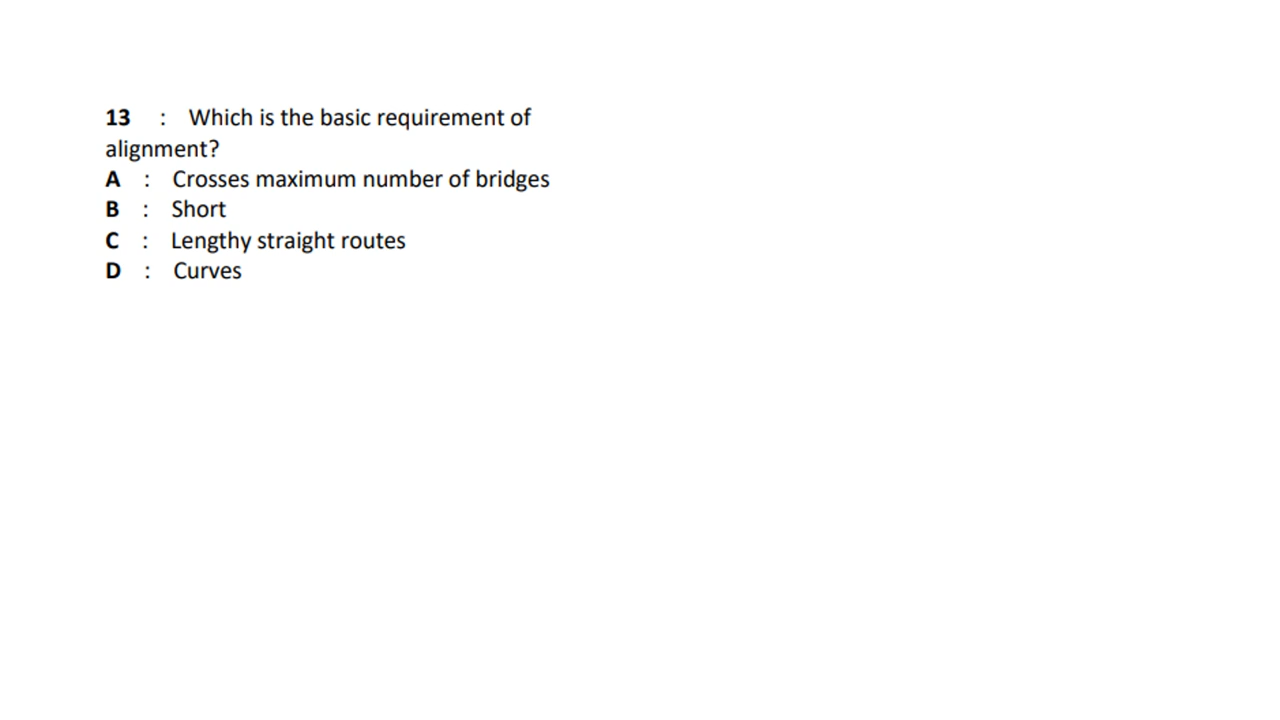 13 : Which is the basic requirement of
alignment?
A : Crosses maximum number of bridges
B : Short
C : Lengthy straight routes
D : Curves